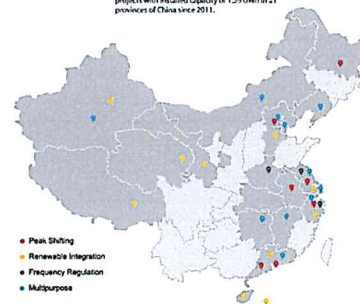 projects with installed capacity of 1.59 GWh in 21
provinces of China since 2011.
Peak Shifting
Renewable Integration
Frequency Regulation
Multipurpose